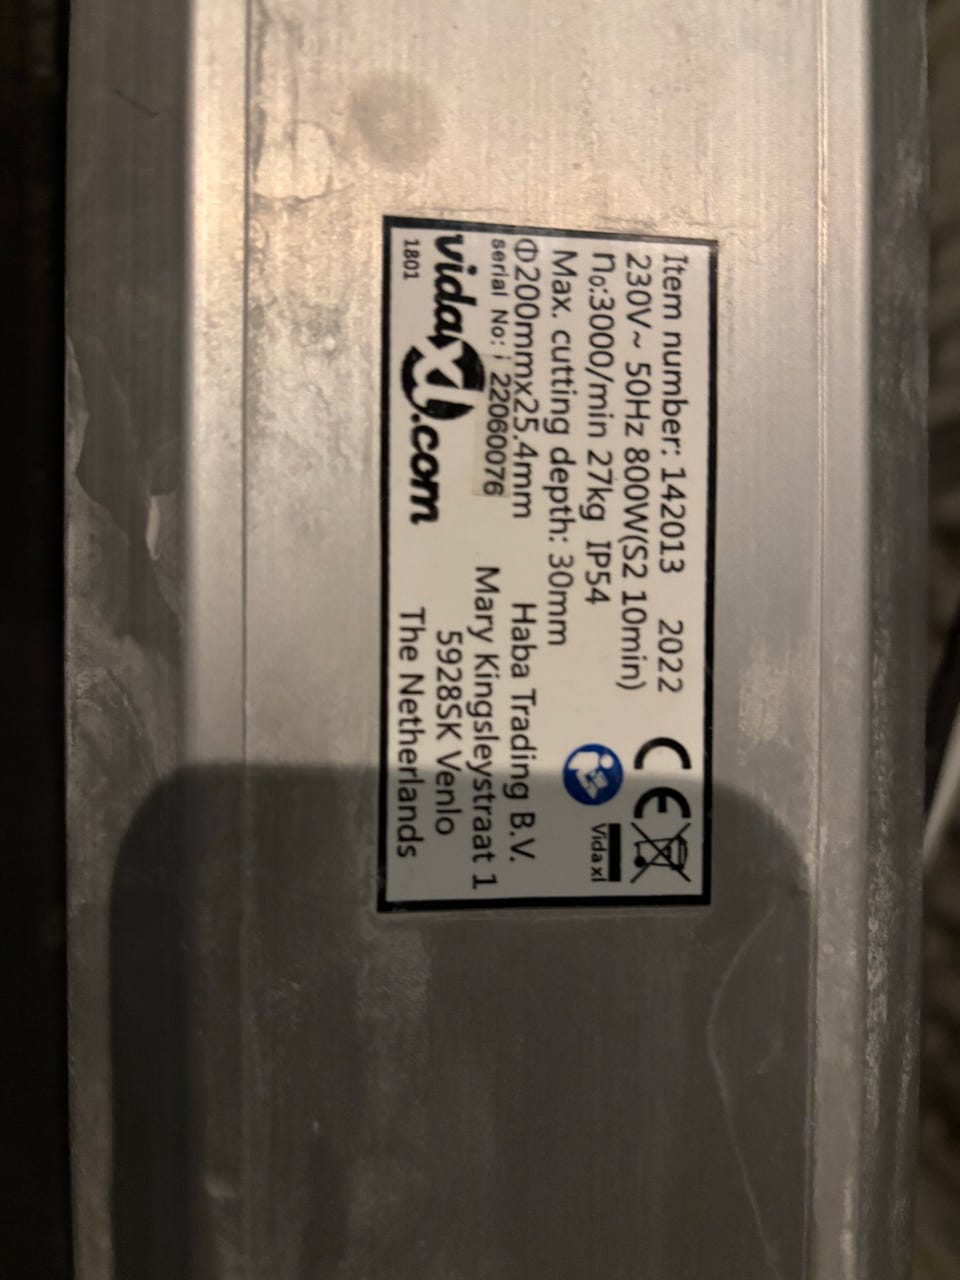 Item number: 142013 2022
230V~ 50Hz 800W(S2 10min)
n₀:3000/min 27kg IP54
Max. cutting depth: 30mm
Φ200mmx25.4mm
serial No: 22060076
vidaXL.com
1801
CE
Vidaxl
Haba Trading B.V.
Mary Kingsleystraat 1
5928SK Venlo
The Netherlands